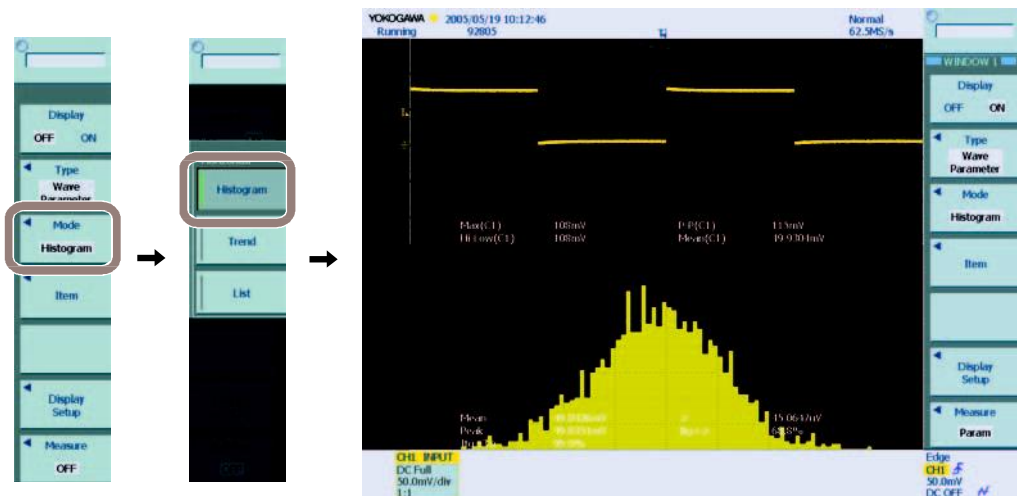 Display
OFF ON
Type
Wave
Parameter
Mode
Histogram
Item
Display
Setup
Measure
OFF
Histogram
Trend
List
YOKOGAWA 2005/05/19 10:12:46
Running 92805
Normal
62.5MS/s
Max(C1) 108mV
Hi-Low(C1) 108mV
P-P(C1) 113mV
Mean(C1)
Mean
Peak
CH1 INPUT
DC Full
50.0mV/div
1:1
WINDOW 1
Display
OFF ON
Type
Wave
Parameter
Mode
Histogram
Item
Display
Setup
Measure
Param
Edge
CH1
50.0mV
DC OFF